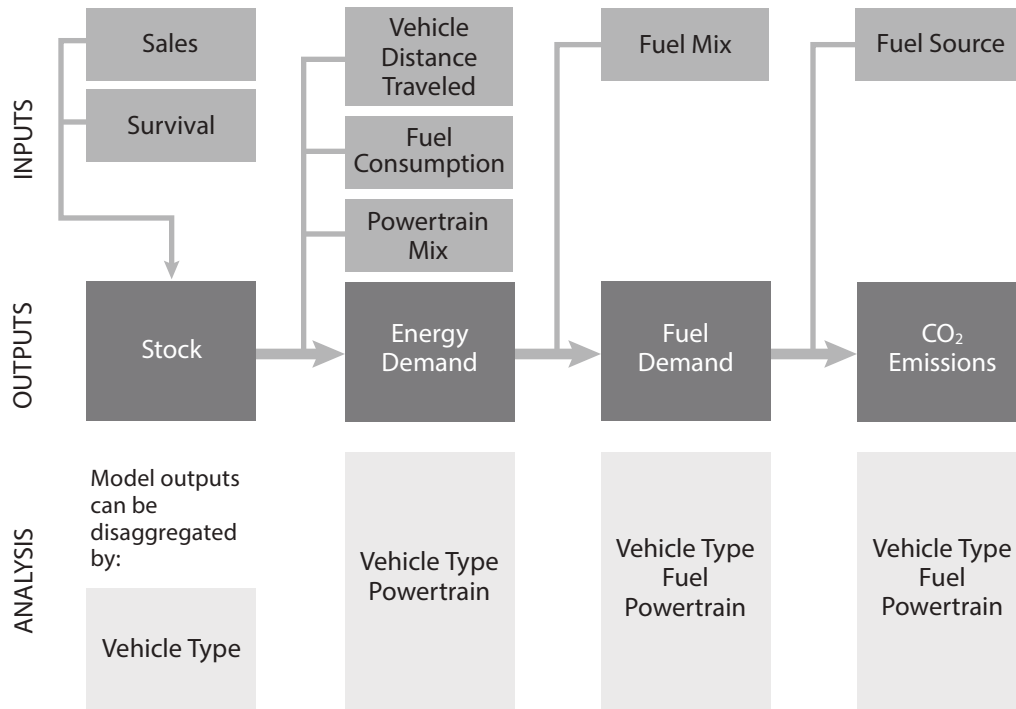 INPUTS
Sales
Survival
Vehicle
Distance
Traveled
Fuel
Consumption
Powertrain
Mix
Fuel Mix
Fuel Source
OUTPUTS
Stock
Energy
Demand
Fuel
Demand
CO₂
Emissions
ANALYSIS
Model outputs
can be
disaggregated
by:
Vehicle Type
Vehicle Type
Powertrain
Vehicle Type
Fuel
Powertrain
Vehicle Type
Fuel
Powertrain